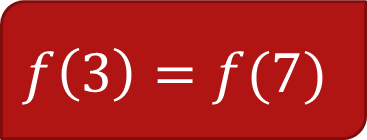 f(3) = f(7)